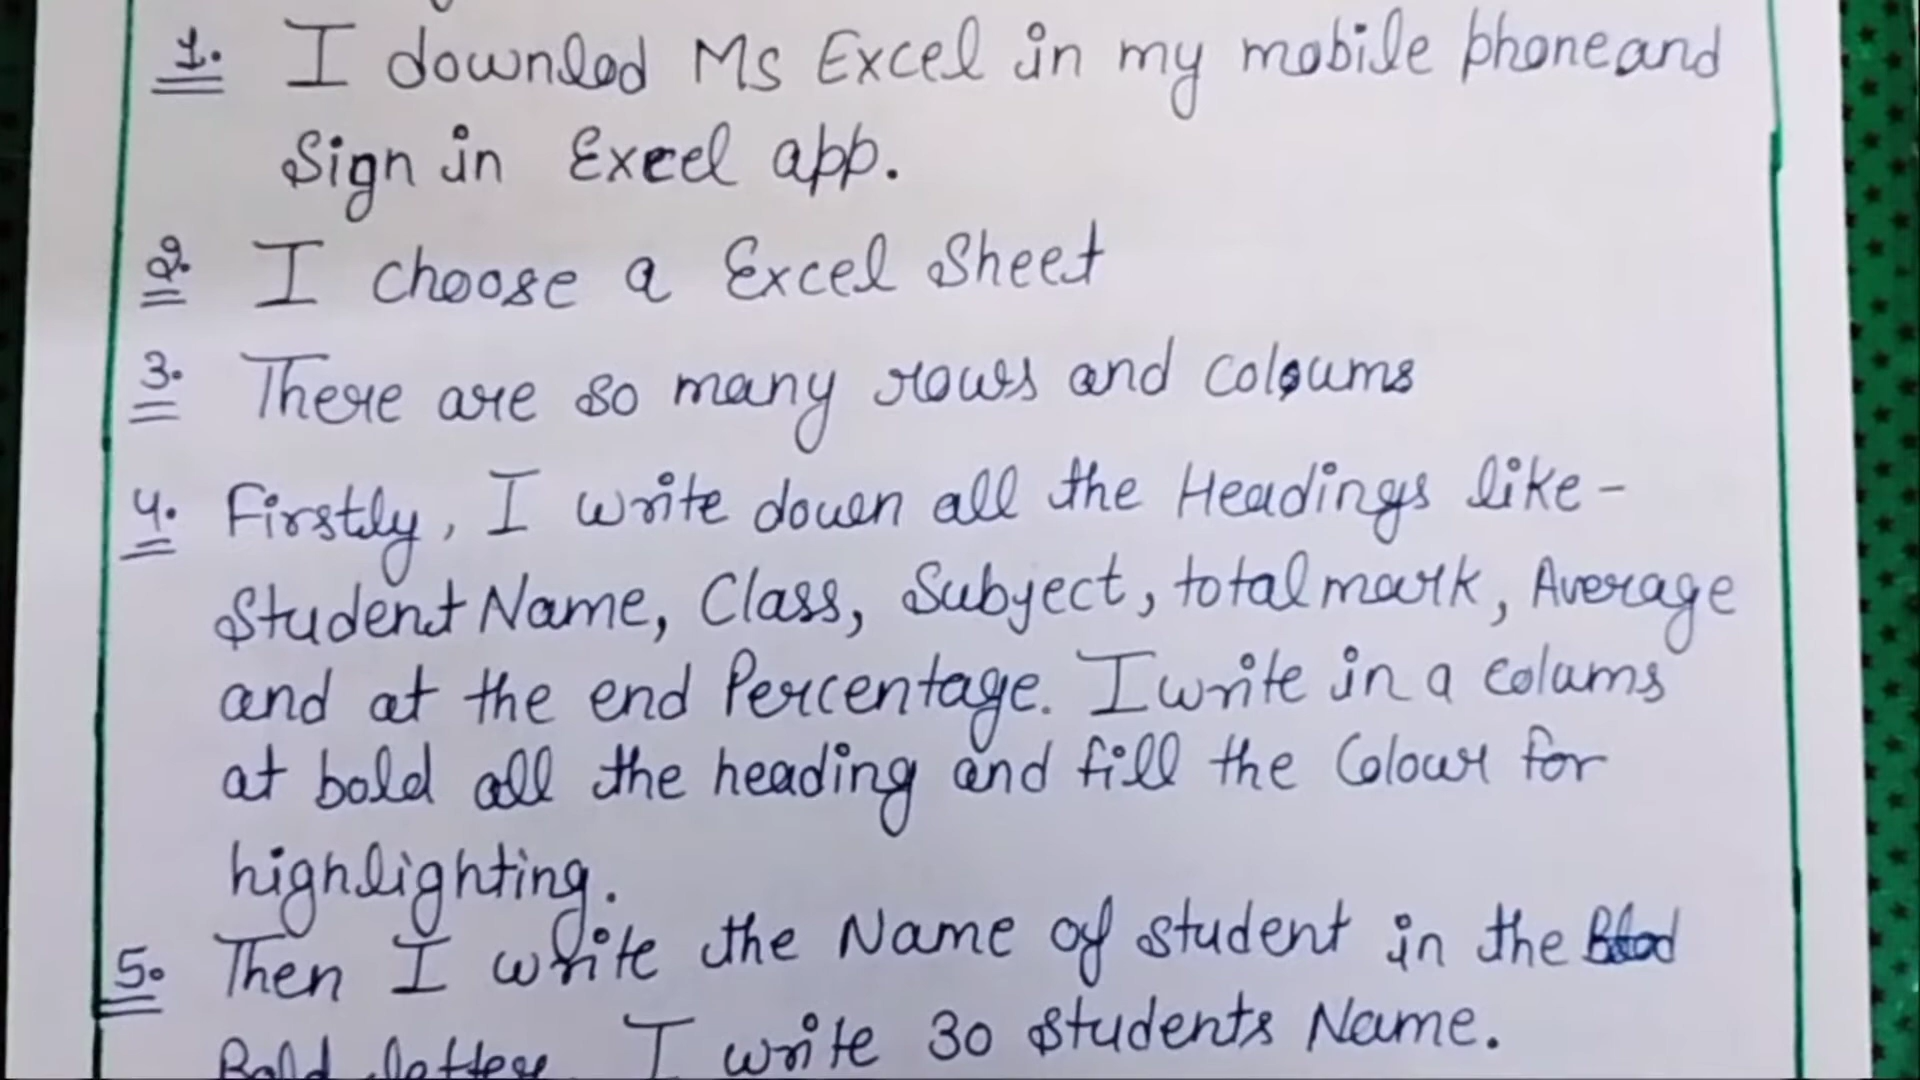 1. I downlod Ms Excel in my mobile phone and
Sign in Excel app.
2. I choose a Excel Sheet
3. There are so many rows and coloums
4. Firstly, I write down all the Headings like -
Student Name, Class, Subject, total mark, Average
and at the end Percentage. I write in a colams
at bold all the heading and fill the Colour for
highlighting.
5. Then I write the Name of student in the
Bold letter. I write 30 students Name.